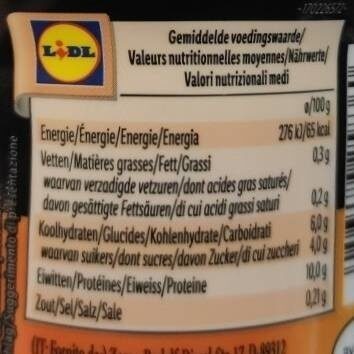 LiDL
Gemiddelde voedingswaarde/
Valeurs nutritionnelles moyennes/Nährwerte/
Valori nutrizionali medi
ø/100 g
Energie/Énergie/Energie/Energia 276 kJ/65 kcal
Vetten/Matières grasses/Fett/Grassi 0,3 g
waarvan verzadigde vetzuren/dont acides gras saturés/
davon gesättigte Fettsäuren/di cui acidi grassi saturi 0,2 g
Koolhydraten/Glucides/Kohlenhydrate/Carboidrati 6,0 g
waarvan suikers/dont sucres/davon Zucker/di cui zuccheri 4,0 g
Eiwitten/Protéines/Eiweiss/Proteine 10,0 g
Zout/Sel/Salz/Sale 0,21 g
Suggerimento di presentazione